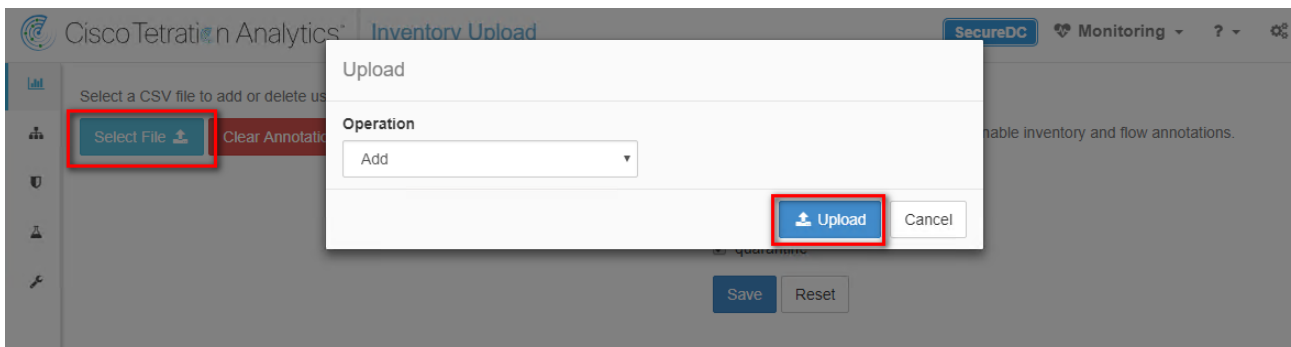 Cisco Tetration Analytics Inventory Upload SecureDC Monitoring ?
Upload
Select a CSV file to add or delete us
Operation
Select File Clear Annotatio nable inventory and flow annotations.
Add
Upload Cancel
quarantine
Save Reset